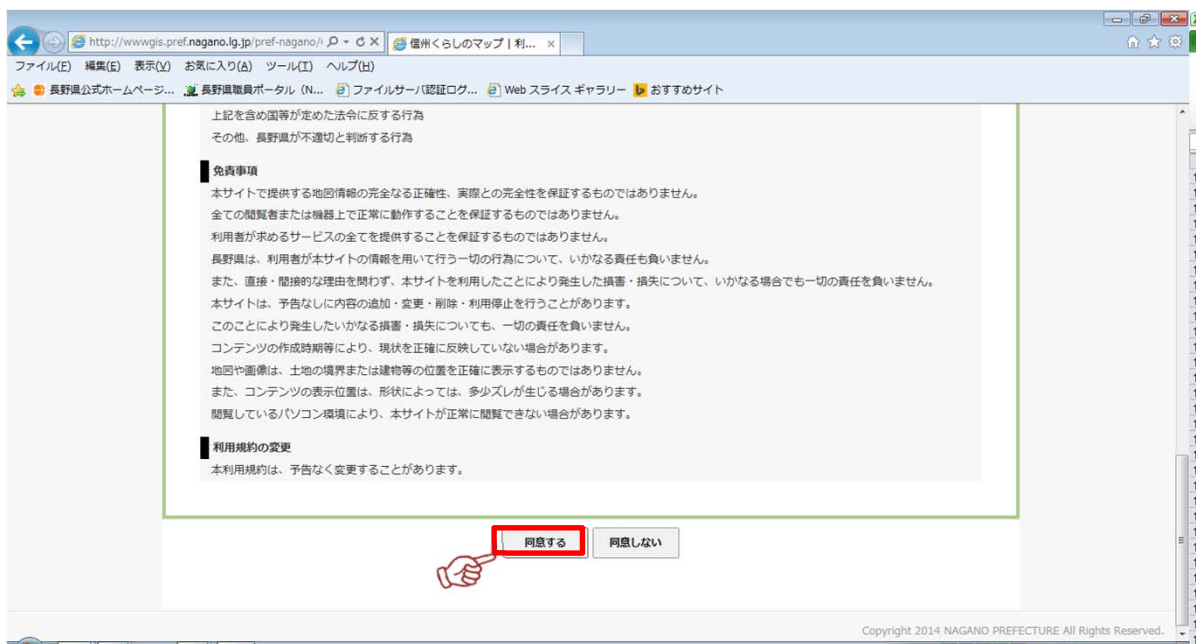 http://wwwgis.pref.nagano.lg.jp/pref-nagano/i
信州くらしのマップ | 利...
ファイル(F) 編集(E) 表示(V) お気に入り(A) ツール(T) ヘルプ(H)
長野県公式ホームページ... 長野県職員ポータル (N... ファイルサーバ認証ログ... Web スライス ギャラリー おすすめサイト
上記を含め国等が定めた法令に反する行為
その他、長野県が不適切と判断する行為
免責事項
本サイトで提供する地図情報の完全なる正確性、実際との完全性を保証するものではありません。
全ての閲覧者または機器上で正常に動作することを保証するものではありません。
利用者が求めるサービスの全てを提供することを保証するものではありません。
長野県は、利用者が本サイトの情報を用いて行う一切の行為について、いかなる責任も負いません。
また、直接・間接的な理由を問わず、本サイトを利用したことにより発生した損害・損失について、いかなる場合でも一切の責任を負いません。
本サイトは、予告なしに内容の追加・変更・削除・利用停止を行うことがあります。
このことにより発生したいかなる損害・損失についても、一切の責任を負いません。
コンテンツの作成時期等により、現状を正確に反映していない場合があります。
地図や画像は、土地の境界または建物等の位置を正確に表示するものではありません。
また、コンテンツの表示位置は、形状によっては、多少ズレが生じる場合があります。
閲覧しているパソコン環境により、本サイトが正常に閲覧できない場合があります。
利用規約の変更
本利用規約は、予告なく変更することがあります。
同意する 同意しない
Copyright 2014 NAGANO PREFECTURE All Rights Reserved.